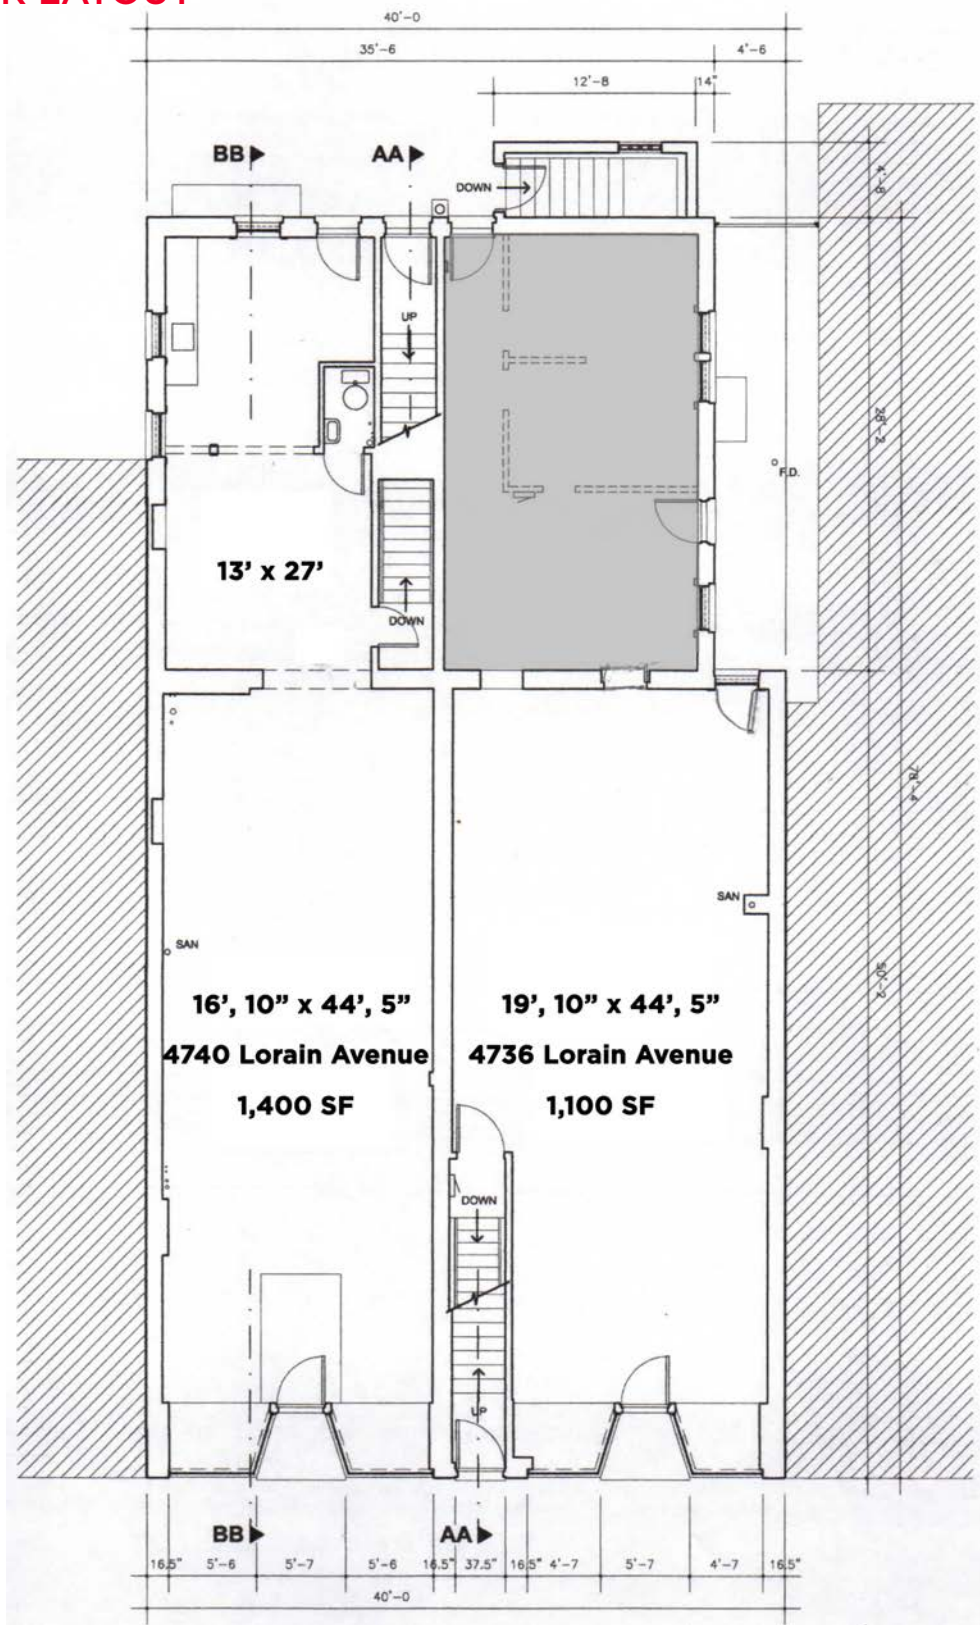 R LAYOUT
40'-0
35'-6
4'-6
12'-8
14"
BB
AA
DOWN
4'-8
UP
28'-2
F.D.
13' x 27'
DOWN
78'-4
SAN
SAN
50'-2
16', 10" x 44', 5"
4740 Lorain Avenue
1,400 SF
19', 10" x 44', 5"
4736 Lorain Avenue
1,100 SF
DOWN
UP
BB
AA
16.5" 5'-6 5'-7 5'-6 16.5" 37.5" 16.5" 4'-7 5'-7 4'-7 16.5"
40'-0